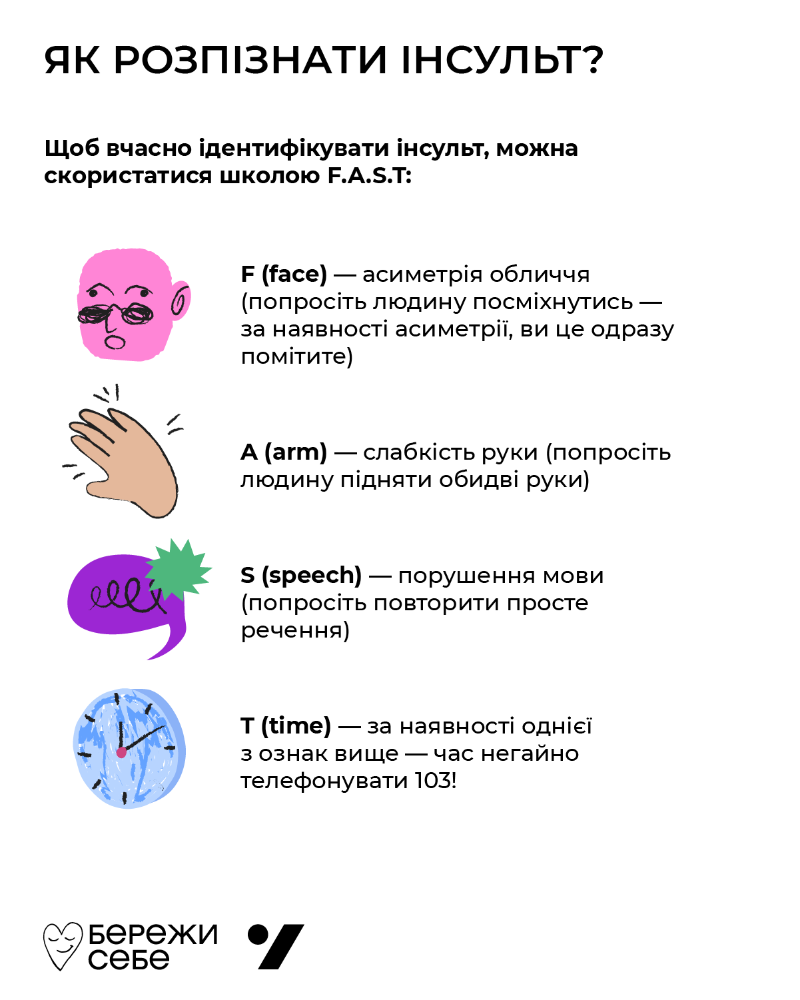 ЯК РОЗПІЗНАТИ ІНСУЛЬТ?
Щоб вчасно ідентифікувати інсульт, можна
скористатися школою F.A.S.T:
F (face) — асиметрія обличчя
(попросіть людину посміхнутись —
за наявності асиметрії, ви це одразу
помітите)
A (arm) — слабкість руки (попросіть
людину підняти обидві руки)
S (speech) — порушення мови
(попросіть повторити просте
речення)
T (time) — за наявності однієї
з ознак вище — час негайно
телефонувати 103!
БЕРЕЖИ
СЕБЕ